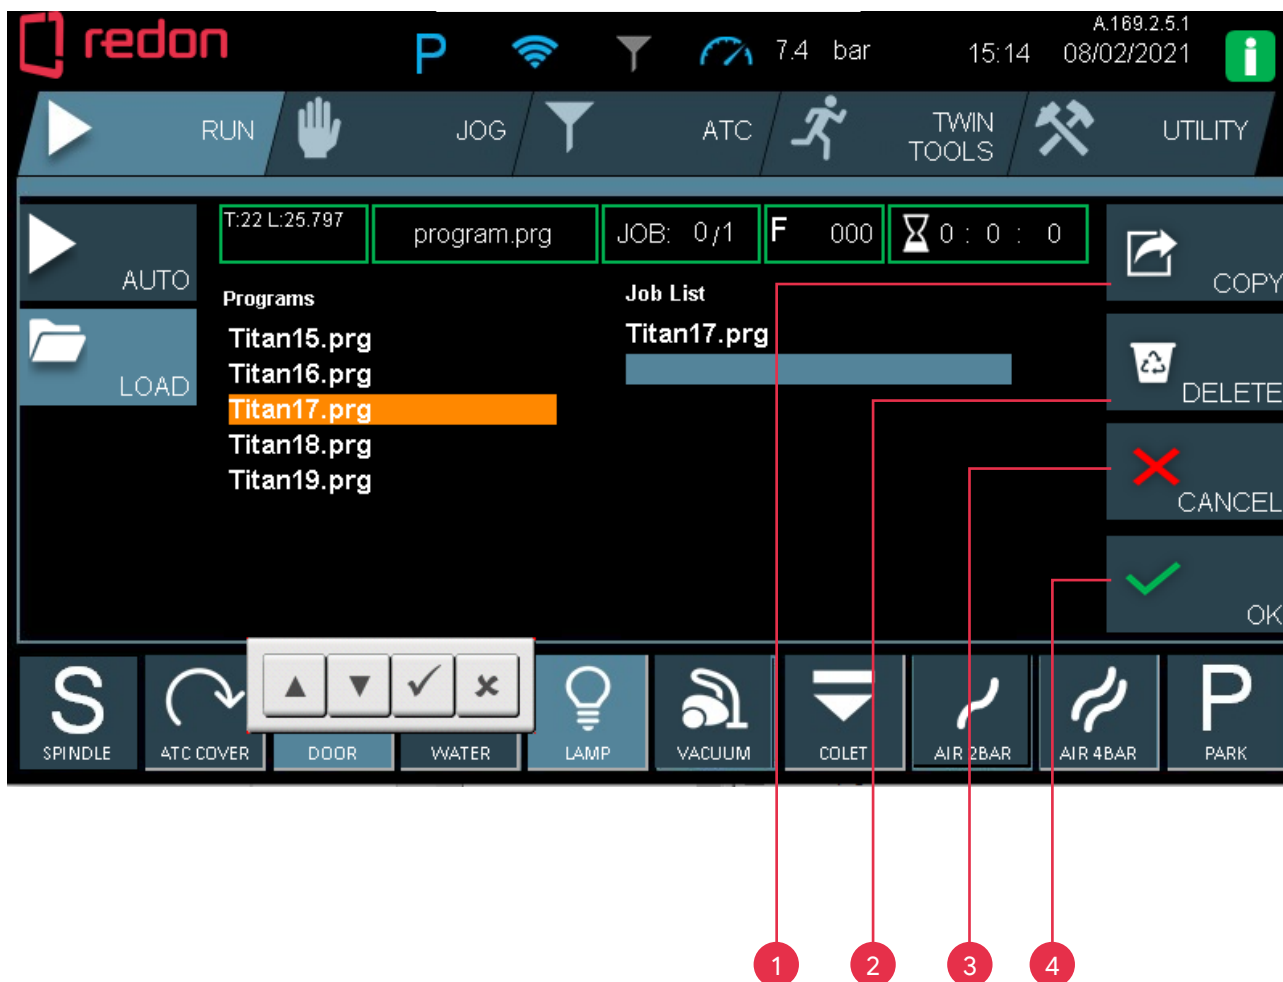 redon
P
7.4 bar
A.169.2.5.1
15:14 08/02/2021
i
RUN
JOG
ATC
TWIN
TOOLS
UTILITY
AUTO
LOAD
T:22 L:25.797
program.prg
JOB: 0/1
F 000
0 : 0 : 0
Programs
Titan15.prg
Titan16.prg
Titan17.prg
Titan18.prg
Titan19.prg
Job List
Titan17.prg
COPY
DELETE
CANCEL
OK
S
SPINDLE
ATC COVER
DOOR
WATER
LAMP
VACUUM
COLET
AIR 2BAR
AIR 4BAR
P
PARK
1
2
3
4